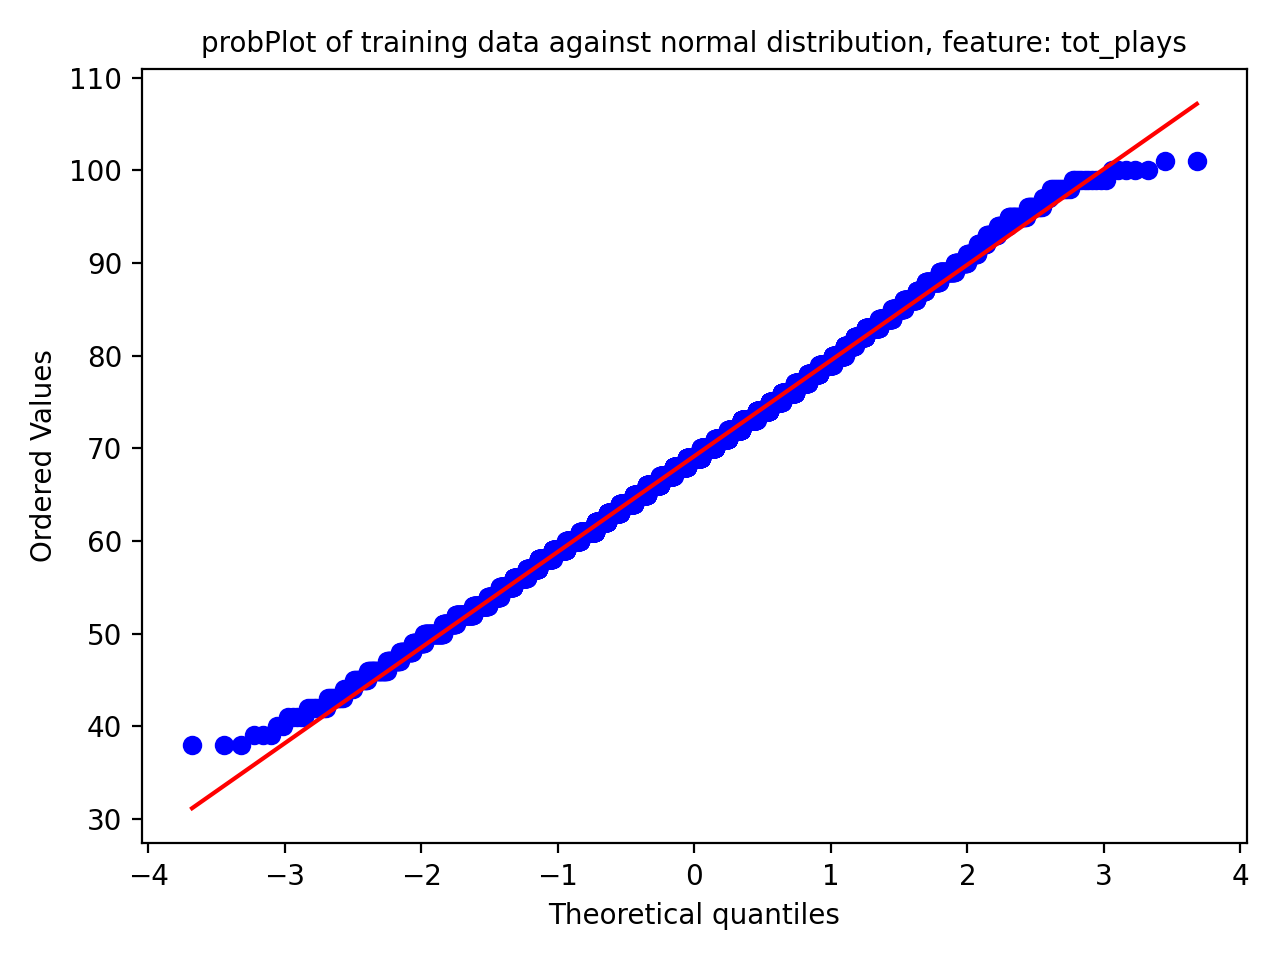 probPlot of training data against normal distribution, feature: tot_plays
110
100
90
80
70
60
50
40
30
Ordered Values
−4 −3 −2 −1 0 1 2 3 4
Theoretical quantiles